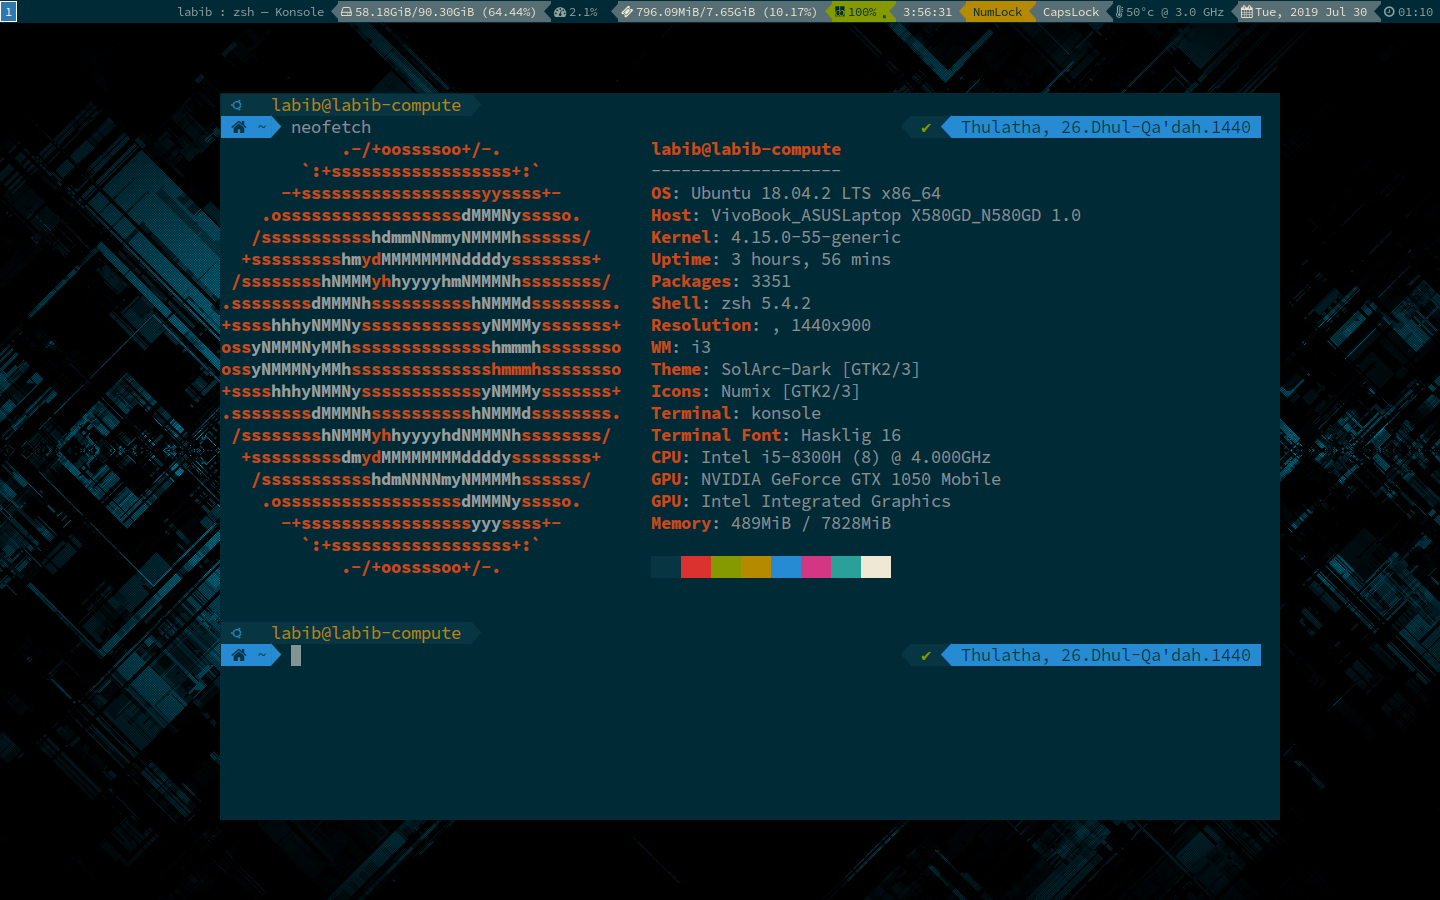 1 labib : zsh — Konsole 58.18GiB/90.30GiB (64.44%) 2.1% 796.09MiB/7.65GiB (10.17%) 100% 3:56:31 NumLock CapsLock 50°c @ 3.0 GHz Tue, 2019 Jul 30 01:10
labib@labib-compute
~ neofetch ✔ Thulatha, 26.Dhul-Qa'dah.1440
.-/+oossssoo+/-. labib@labib-compute
`:+ssssssssssssssssss+:` -------------------
-+ssssssssssssssssssyyssss+- OS: Ubuntu 18.04.2 LTS x86_64
.ossssssssssssssssssdMMMNysssso. Host: VivoBook_ASUSLaptop X580GD_N580GD 1.0
/ssssssssssshdmmNNmmyNMMMMhssssss/ Kernel: 4.15.0-55-generic
+ssssssssshmydMMMMMMMNddddyssssssss+ Uptime: 3 hours, 56 mins
/sssssssshNMMMyhhyyyyhmNMMMNhssssssss/ Packages: 3351
.ssssssssdMMMNhsssssssssshNMMMdssssssss. Shell: zsh 5.4.2
+sssshhhyNMMNyssssssssssssyNMMMysssssss+ Resolution: , 1440x900
ossyNMMMNyMMhsssssssssssssshmmmhssssssso WM: i3
ossyNMMMNyMMhsssssssssssssshmmmhssssssso Theme: SolArc-Dark [GTK2/3]
+sssshhhyNMMNyssssssssssssyNMMMysssssss+ Icons: Numix [GTK2/3]
.ssssssssdMMMNhsssssssssshNMMMdssssssss. Terminal: konsole
/sssssssshNMMMyhhyyyyhdNMMMNhssssssss/ Terminal Font: Hasklig 16
+sssssssssdmydMMMMMMMMddddyssssssss+ CPU: Intel i5-8300H (8) @ 4.000GHz
/ssssssssssshdmNNNNmyNMMMMhssssss/ GPU: NVIDIA GeForce GTX 1050 Mobile
.ossssssssssssssssssdMMMNysssso. GPU: Intel Integrated Graphics
-+sssssssssssssssssyyyssss+- Memory: 489MiB / 7828MiB
`:+ssssssssssssssssss+:`
.-/+oossssoo+/-.
labib@labib-compute
~ ✔ Thulatha, 26.Dhul-Qa'dah.1440